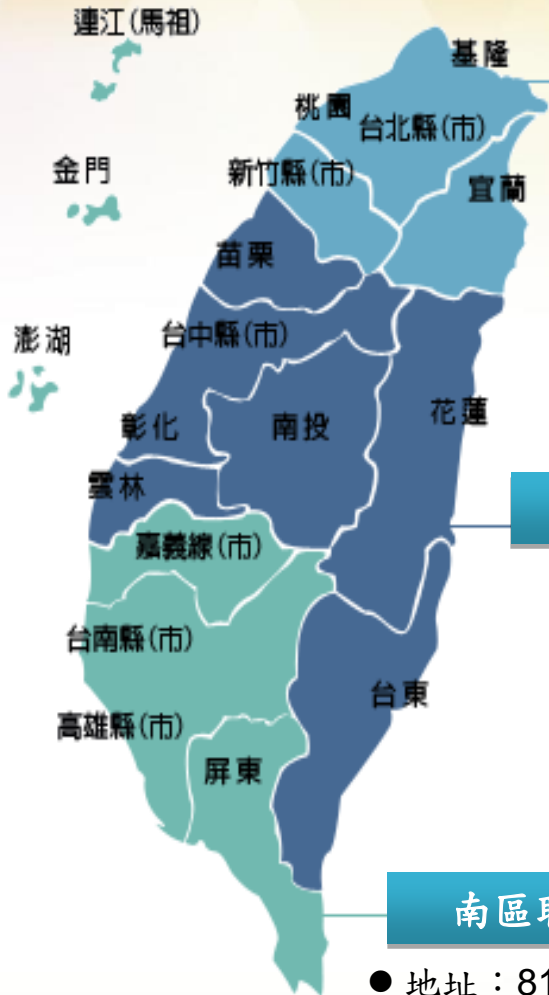 連江(馬祖)
基隆
桃園
台北縣(市)
金門
新竹縣(市)
宜蘭
苗栗
澎湖
台中縣(市)
彰化
南投
花蓮
雲林
嘉義線(市)
台南縣(市)
台東
高雄縣(市)
屏東
南區
● 地址：81